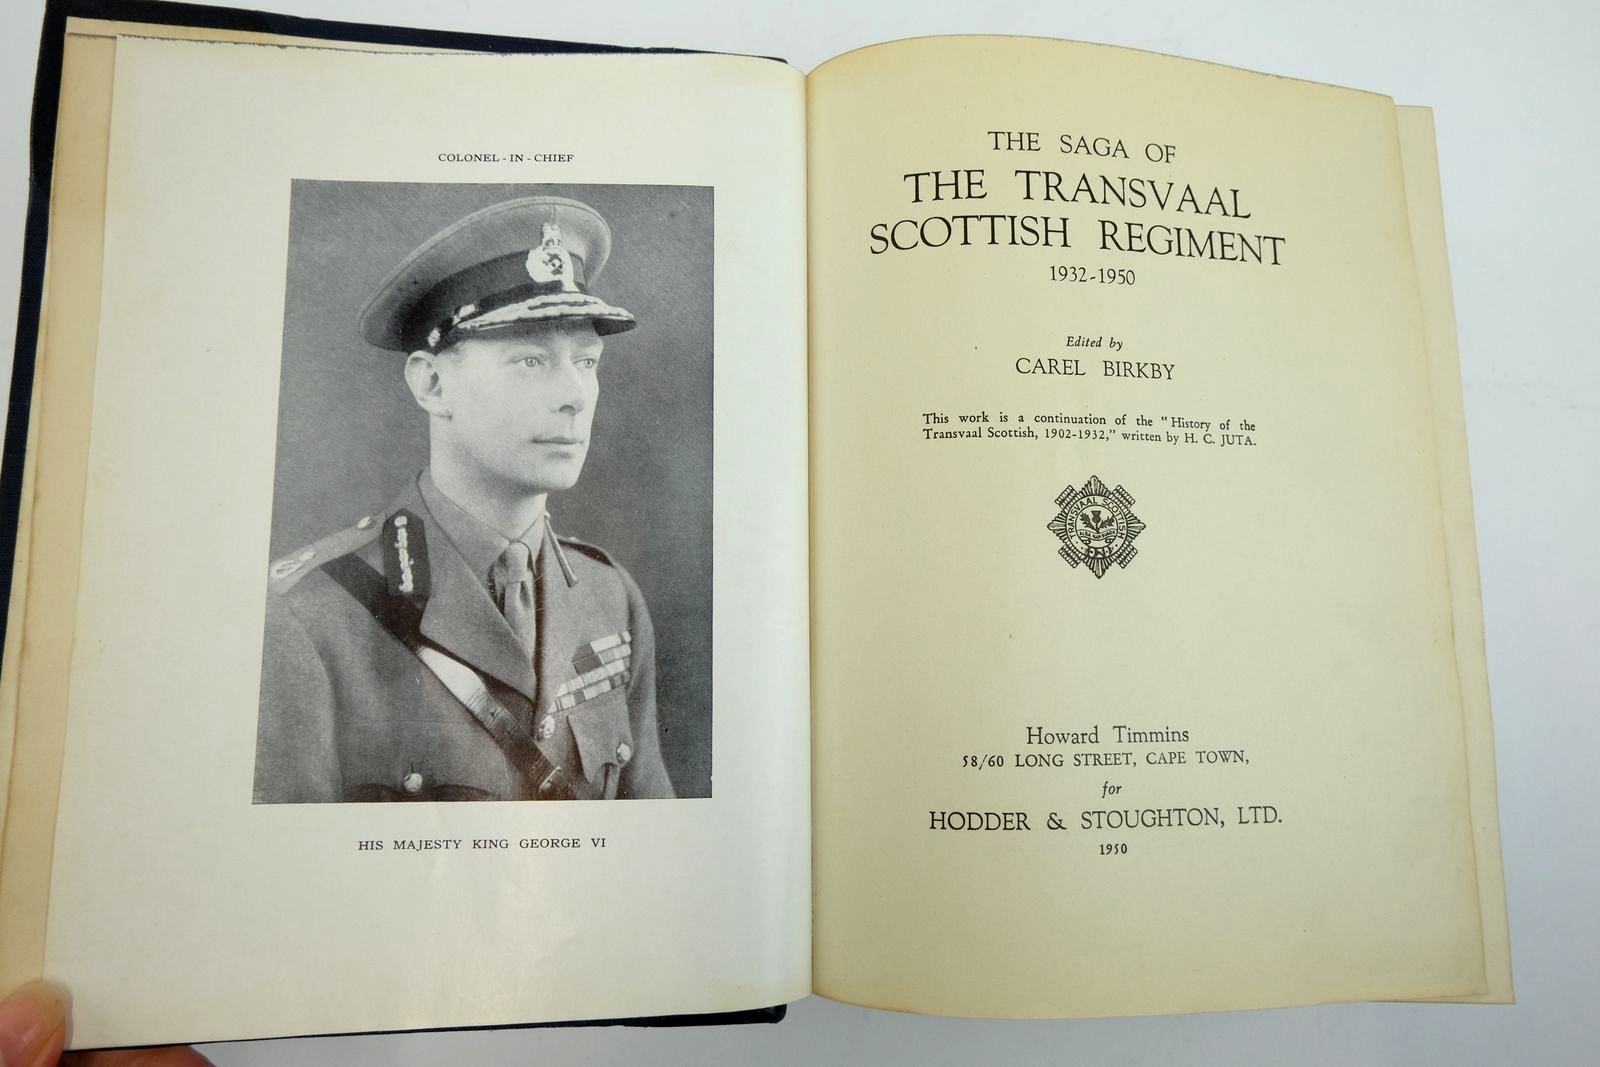 COLONEL-IN-CHIEF
HIS MAJESTY KING GEORGE VI
THE SAGA OF
THE TRANSVAAL
SCOTTISH REGIMENT
1932-1950
Edited by
CAREL BIRKBY
This work is a continuation of the "History of the
Transvaal Scottish, 1902-1932," written by H. C. JUTA.
TRANSVAAL SCOTTISH
Howard Timmins
58/60 LONG STREET, CAPE TOWN,
for
HODDER & STOUGHTON, LTD.
1950